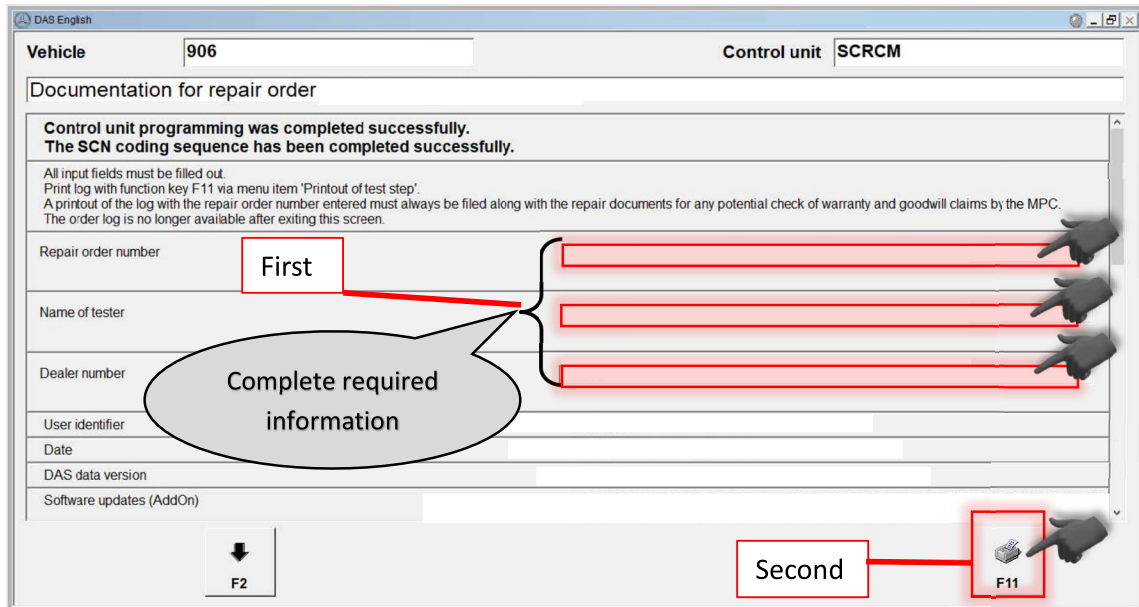 DAS English
Vehicle 906 Control unit SCRCM
Documentation for repair order
Control unit programming was completed successfully.
The SCN coding sequence has been completed successfully.
All input fields must be filled out.
Print log with function key F11 via menu item 'Printout of test step'.
A printout of the log with the repair order number entered must always be filed along with the repair documents for any potential check of warranty and goodwill claims by the MPC.
The order log is no longer available after exiting this screen.
Repair order number
First
Name of tester
Dealer number
Complete required
information
User identifier
Date
DAS data version
Software updates (AddOn)
Second
F2
F11